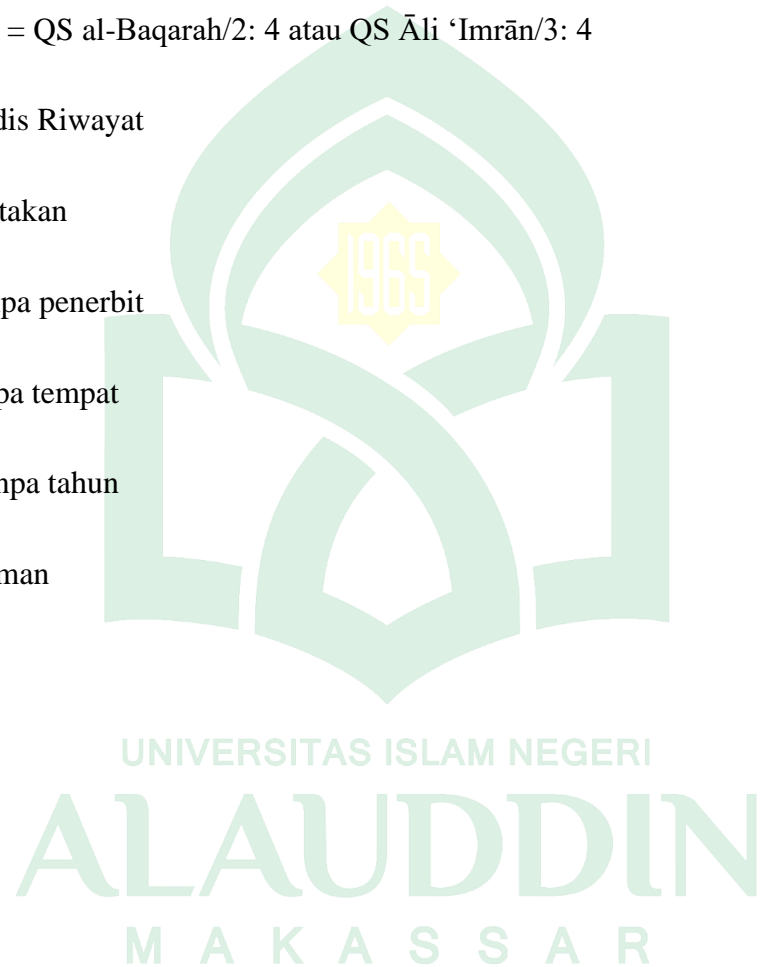 = QS al-Baqarah/2: 4 atau QS Āli ‘Imrān/3: 4
dis Riwayat
takan
pa penerbit
pa tempat
npa tahun
man
1965
UNIVERSITAS ISLAM NEGERI
ALAUDDIN
MAKASSAR